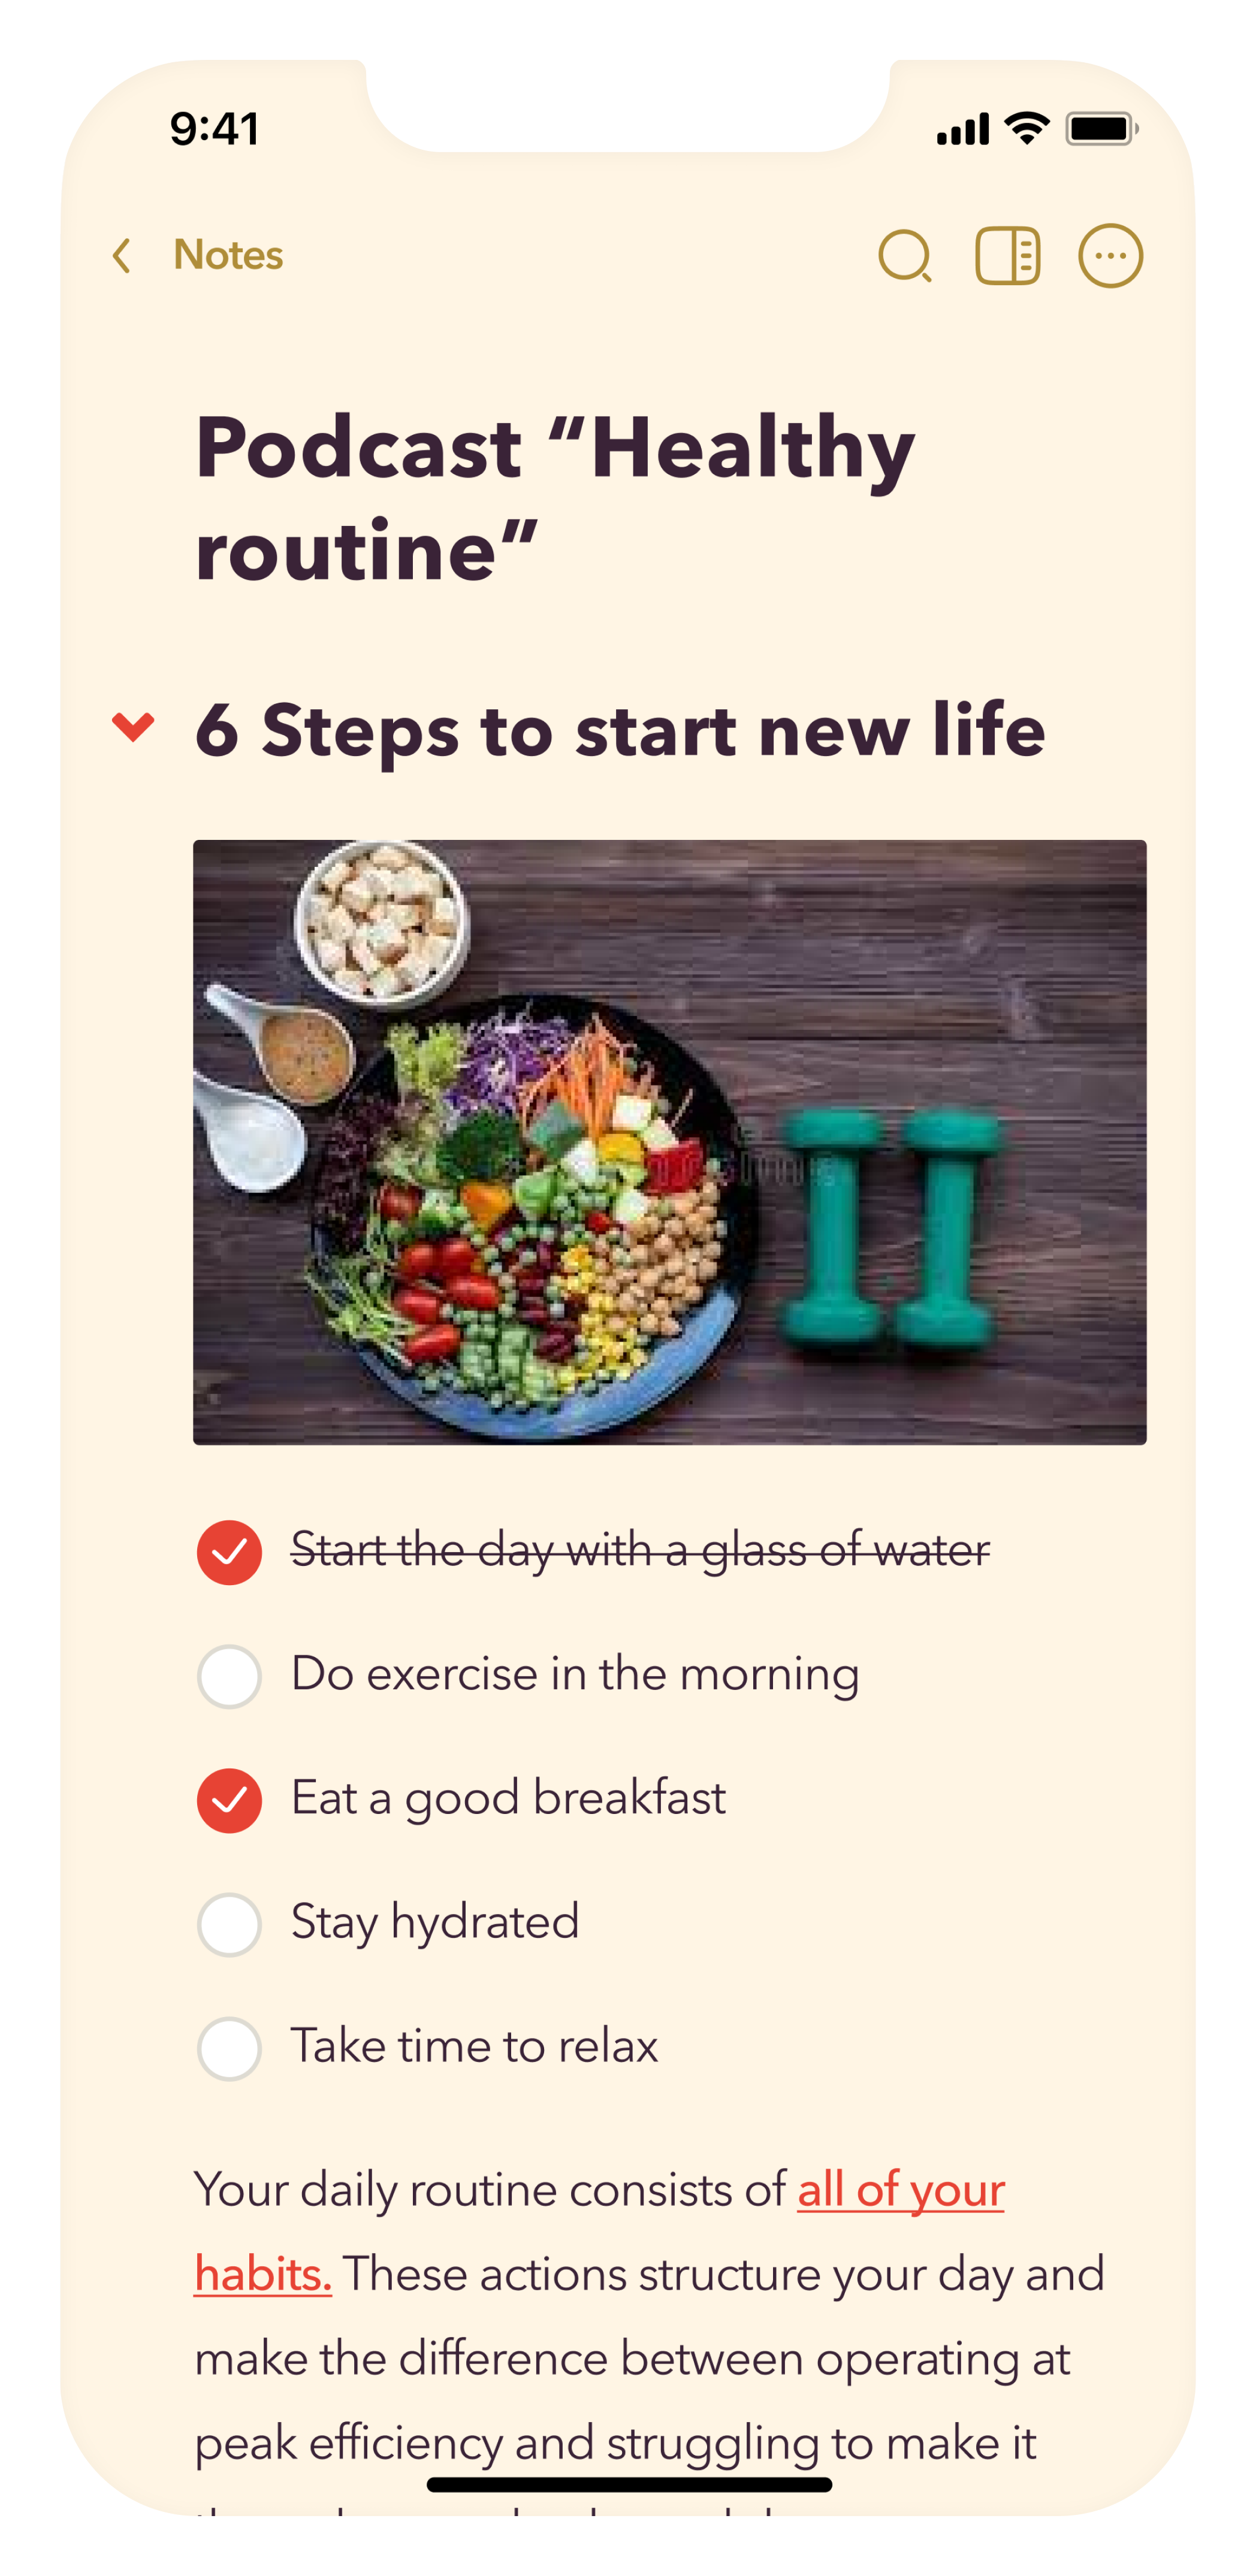 9:41
Notes
Podcast “Healthy
routine”
6 Steps to start new life
Start the day with a glass of water
Do exercise in the morning
Eat a good breakfast
Stay hydrated
Take time to relax
Your daily routine consists of all of your
habits. These actions structure your day and
make the difference between operating at
peak efficiency and struggling to make it